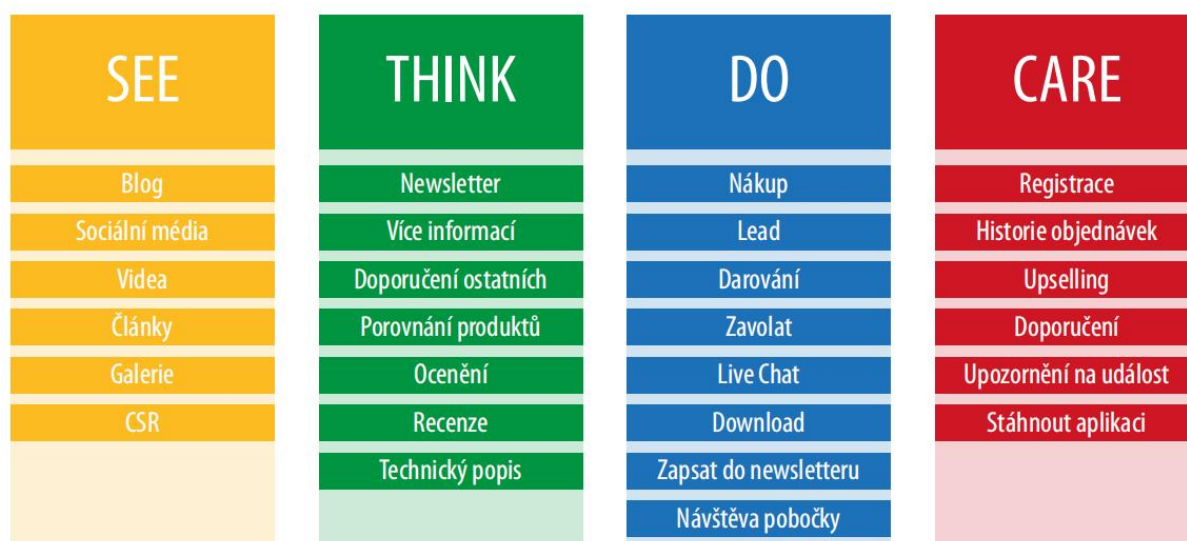 SEE
Blog
Sociální média
Videa
Články
Galerie
CSR
THINK
Newsletter
Více informací
Doporučení ostatních
Porovnání produktů
Ocenění
Recenze
Technický popis
DO
Nákup
Lead
Darování
Zavolat
Live Chat
Download
Zapsat do newsletteru
Návštěva pobočky
CARE
Registrace
Historie objednávek
Upselling
Doporučení
Upozornění na událost
Stáhnout aplikaci